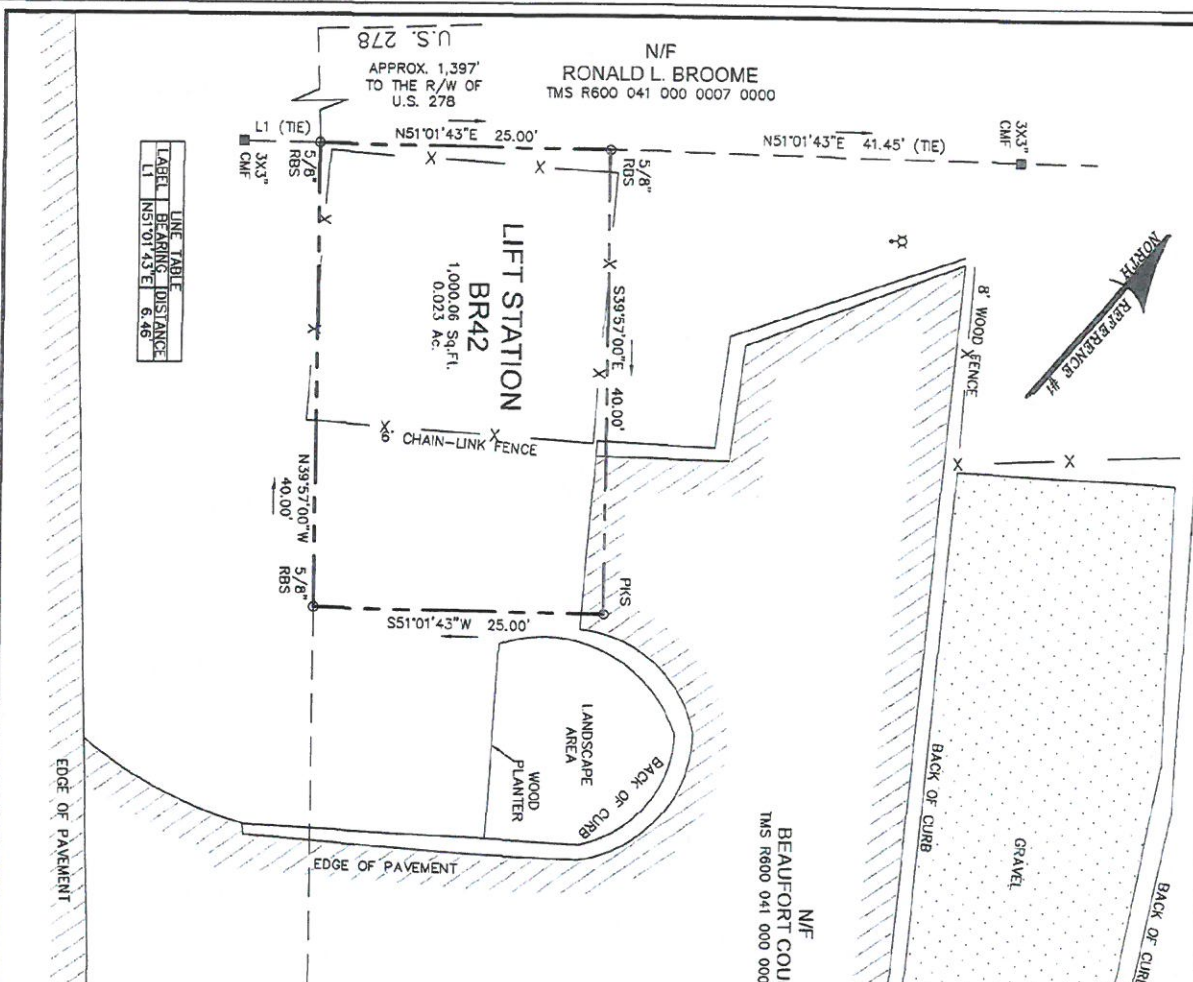 U.S. 278
APPROX. 1,397'
TO THE R/W OF
U.S. 278
N/F
RONALD L. BROOME
TMS R600 041 000 0007 0000
L1 (TIE)
3X3"
CMF
5/8"
RBS
N51°01'43"E 25.00'
5/8"
RBS
N51°01'43"E 41.45' (TIE)
3X3"
CMF
LINE TABLE
LABEL BEARING DISTANCE
L1 N51°01'43"E 6.46'
LIFT STATION
BR42
1,000.06 Sq.Ft.
0.023 Ac.
S39°57'00"E 40.00'
NORTH
REFERENCE #1
8' WOOD FENCE
X
X
X
X
X
X
X
X
X
X
X
6' CHAIN-LINK FENCE
N39°57'00"W
40.00'
5/8"
RBS
PKS
S51°01'43"W 25.00'
LANDSCAPE
AREA
WOOD
PLANTER
BACK OF CURB
EDGE OF PAVEMENT
EDGE OF PAVEMENT
BACK OF CURB
GRAVEL
BACK OF CURB
N/F
BEAUFORT COU
TMS R600 041 000 000